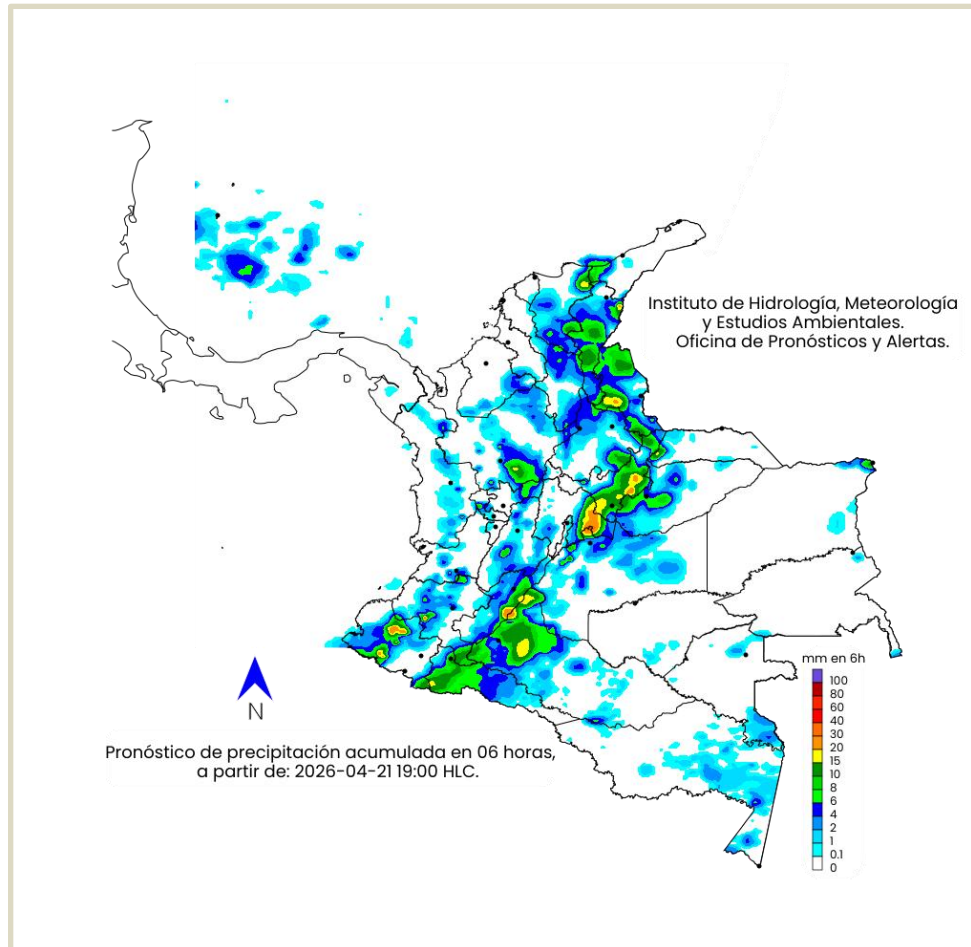 Instituto de Hidrología, Meteorología
y Estudios Ambientales.
Oficina de Pronósticos y Alertas.
mm en 6h
100
80
60
40
30
20
15
10
8
6
4
2
1
0.1
0
N
Pronóstico de precipitación acumulada en 06 horas,
a partir de: 2026-04-21 19:00 HLC.